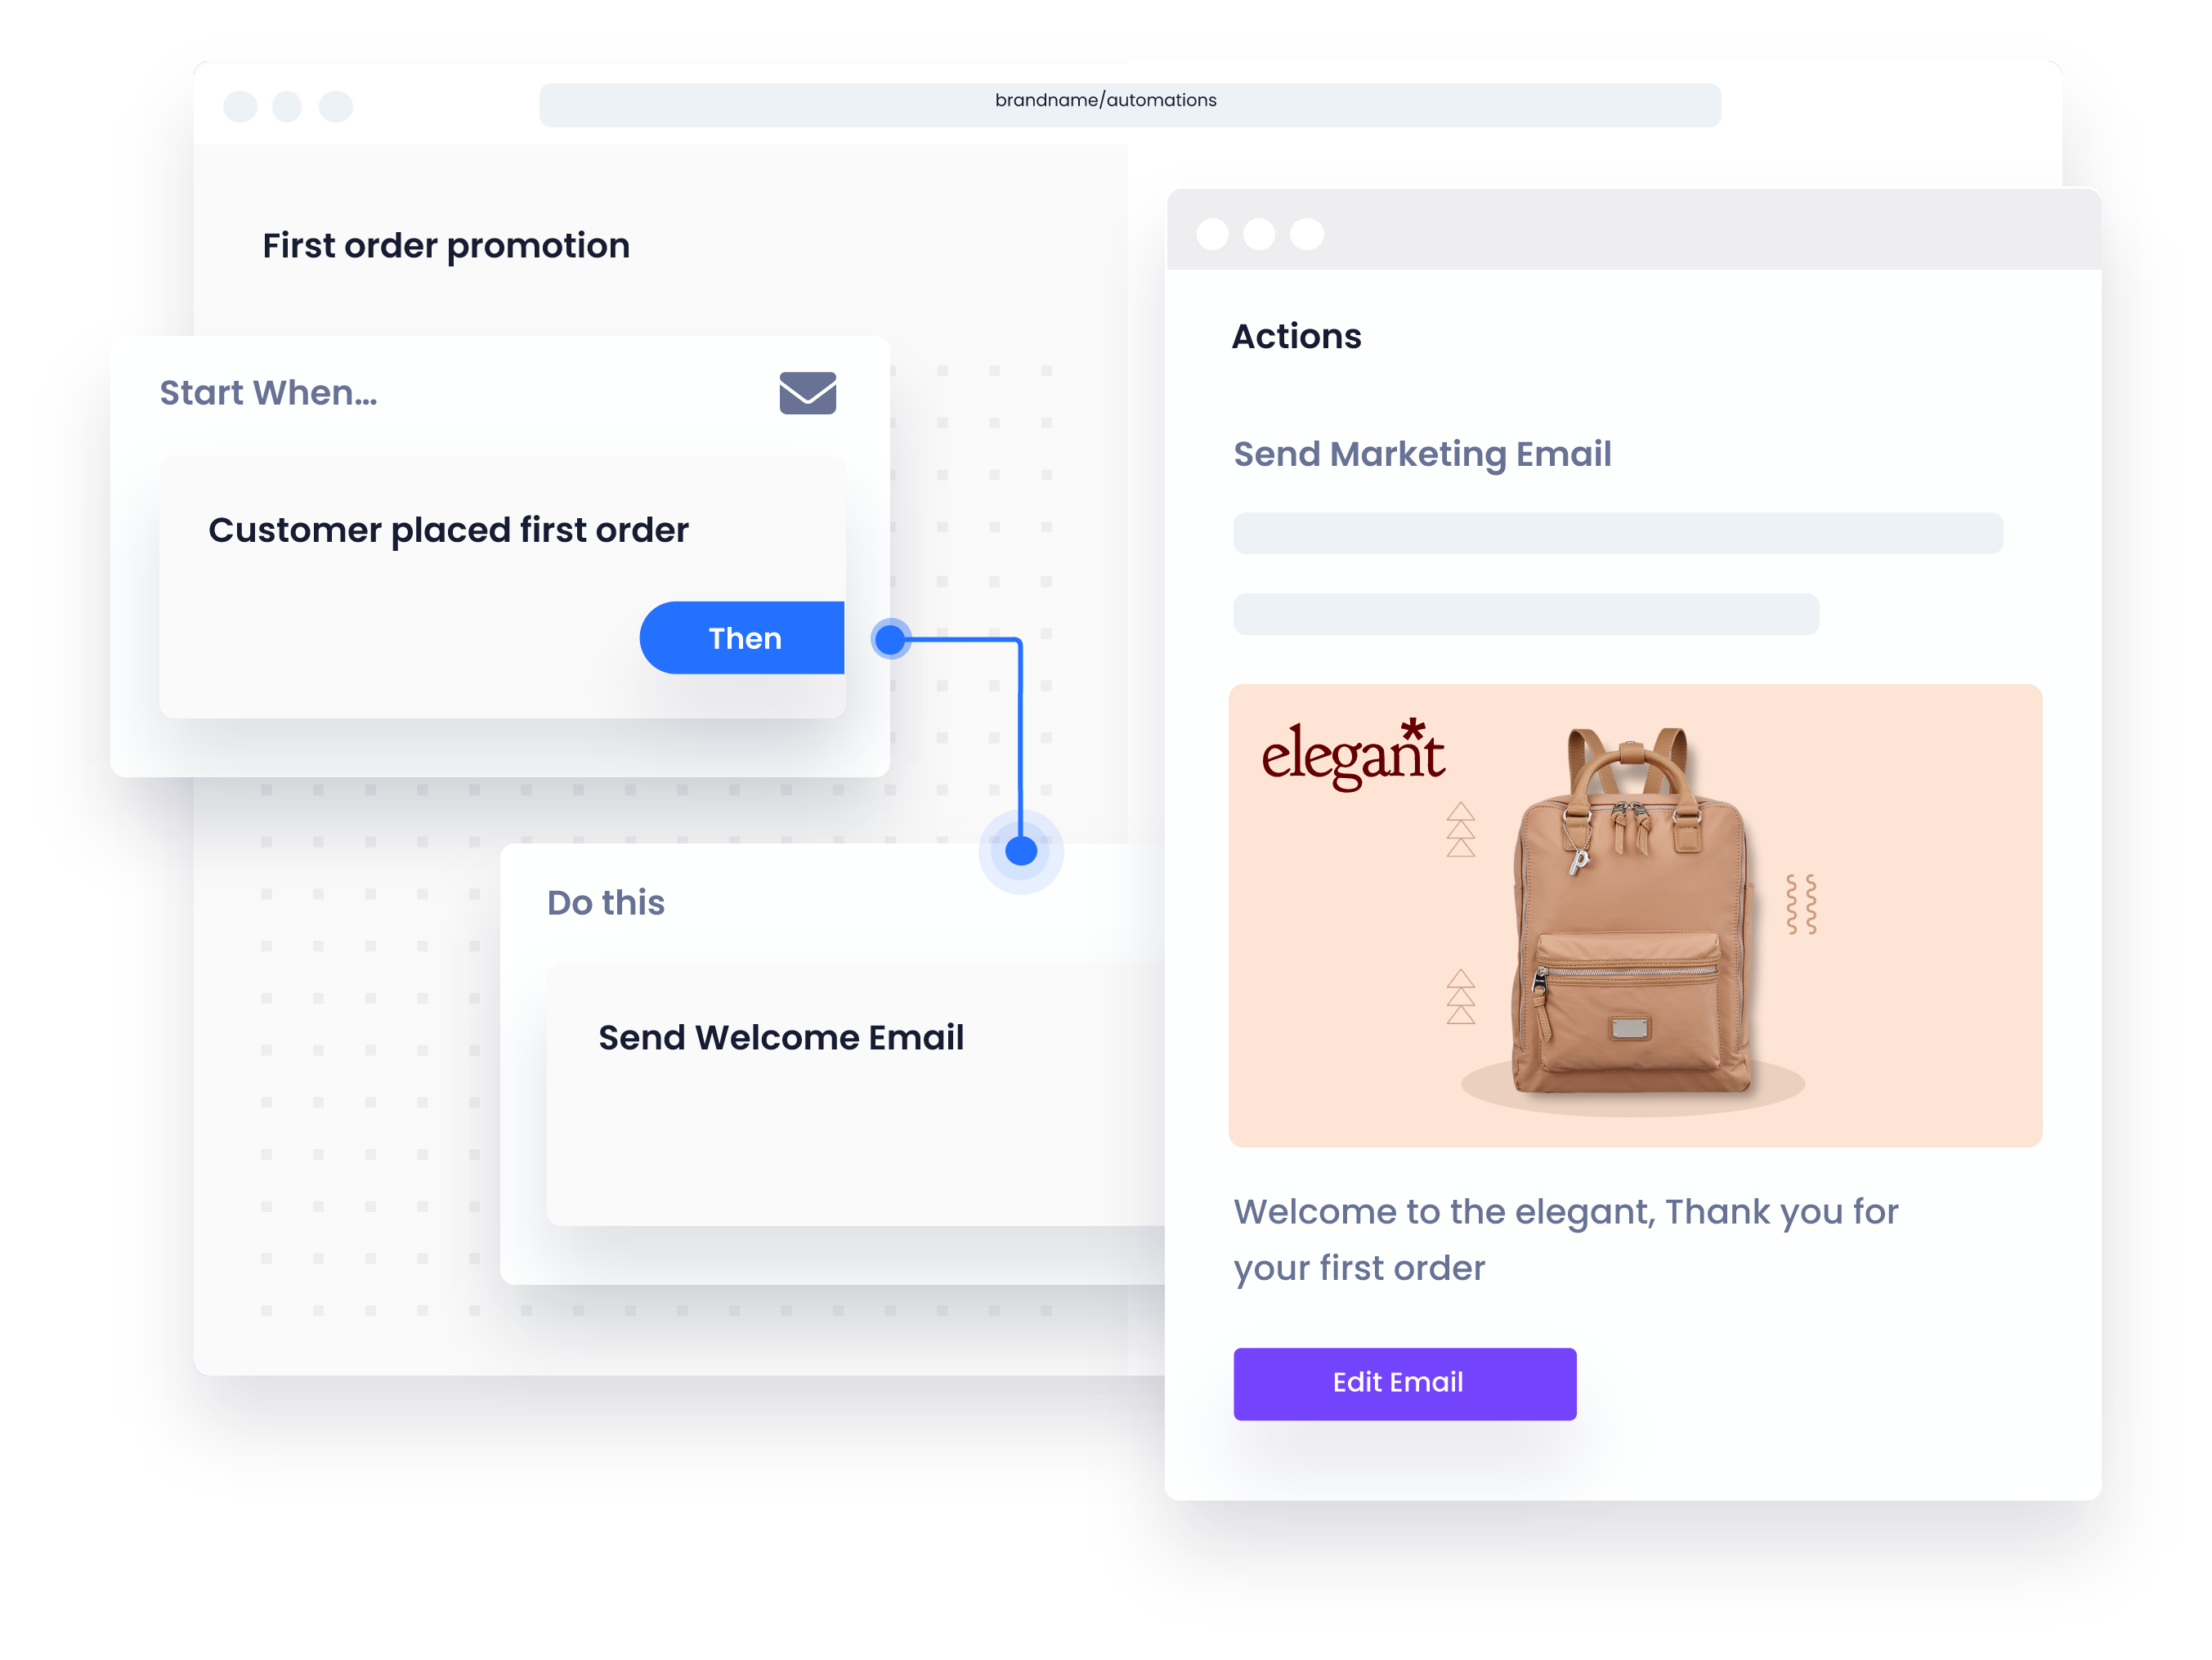 brandname/automations
First order promotion
Start When...
Customer placed first order
Then
Do this
Send Welcome Email
Actions
Send Marketing Email
elegant*
Welcome to the elegant, Thank you for
your first order
Edit Email